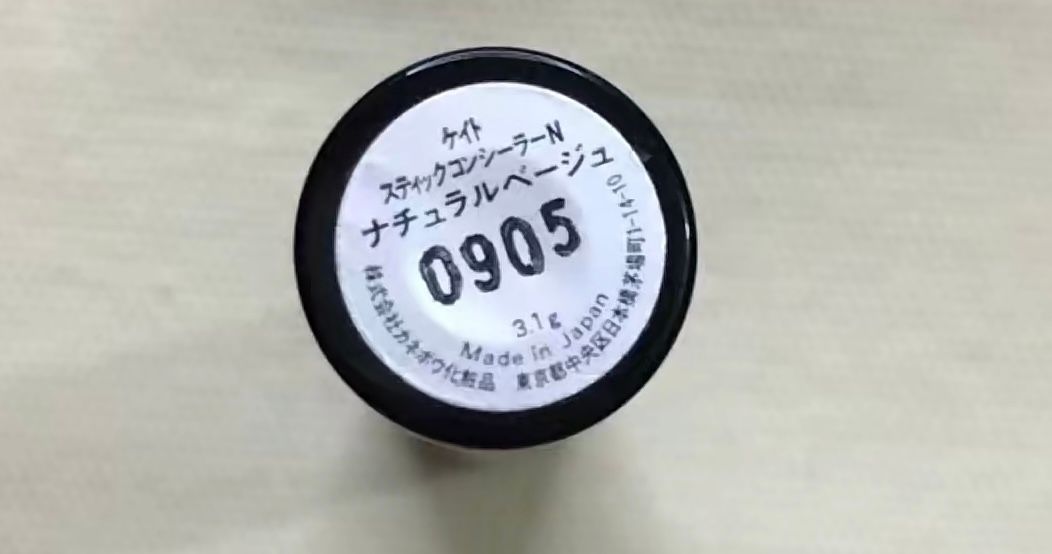 ケイト
スティックコンシーラーN
ナチュラルベージュ
0905
3.1g
Made in Japan
株式会社カネボウ化粧品 東京都中央区日本橋茅場町1-14-10